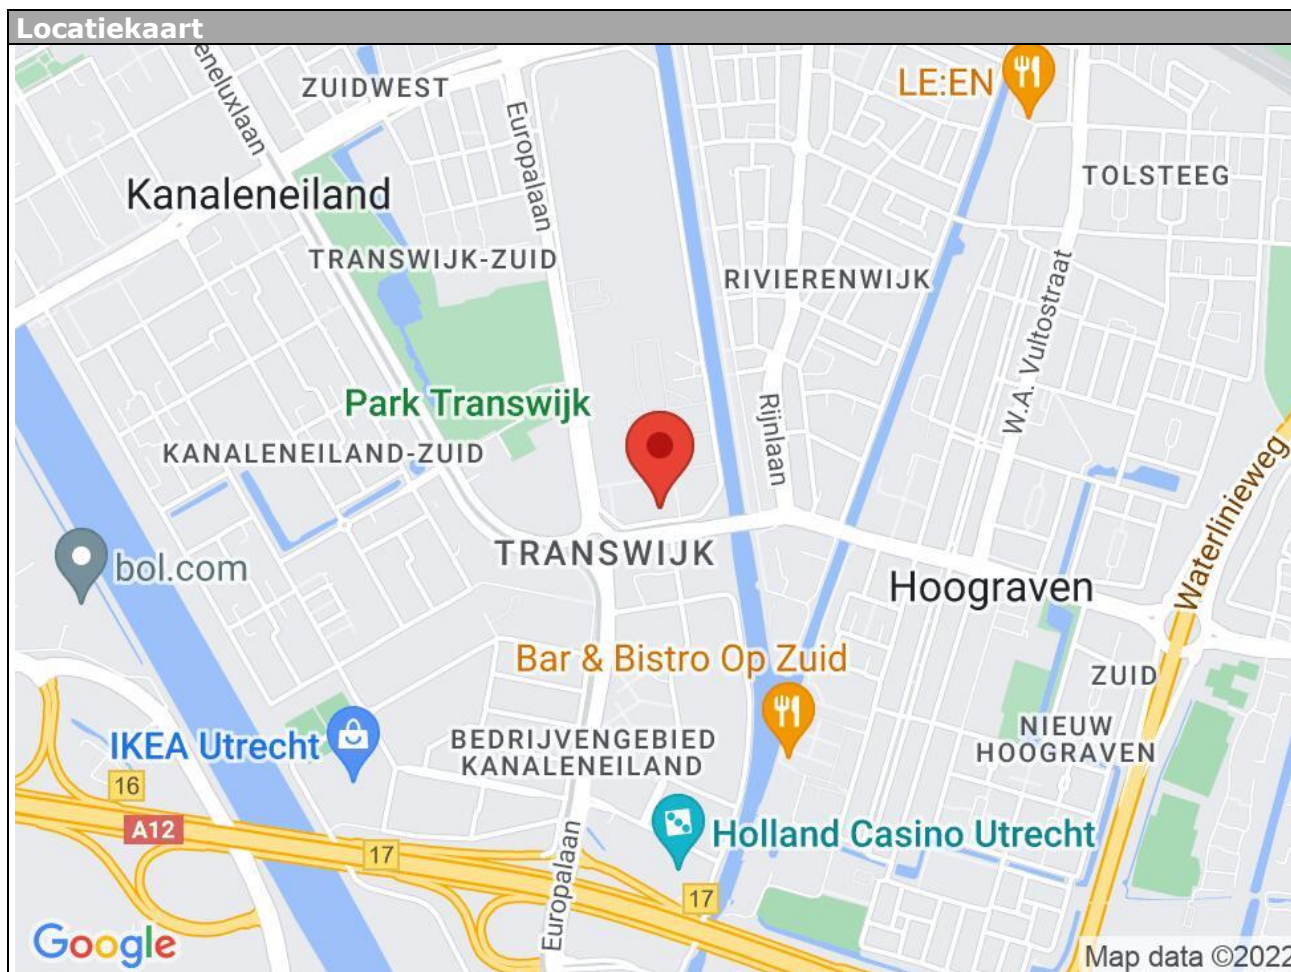 Locatiekaart
eneluxlaan
ZUIDWEST
Europalaan
LE:EN
Kanaleneiland
TOLSTEEG
TRANSWIJK-ZUID
RIVIERENWIJK
W.A. Vultostraat
Park Transwijk
Rijnlaan
KANALENEILAND-ZUID
Waterlinieweg
bol.com
TRANSWIJK
Hoograven
Bar & Bistro Op Zuid
ZUID
IKEA Utrecht
BEDRIJVENGEBIED
KANALENEILAND
NIEUW
HOOGRAVEN
16
A12
17
Holland Casino Utrecht
Europalaan
17
Google
Map data ©2022